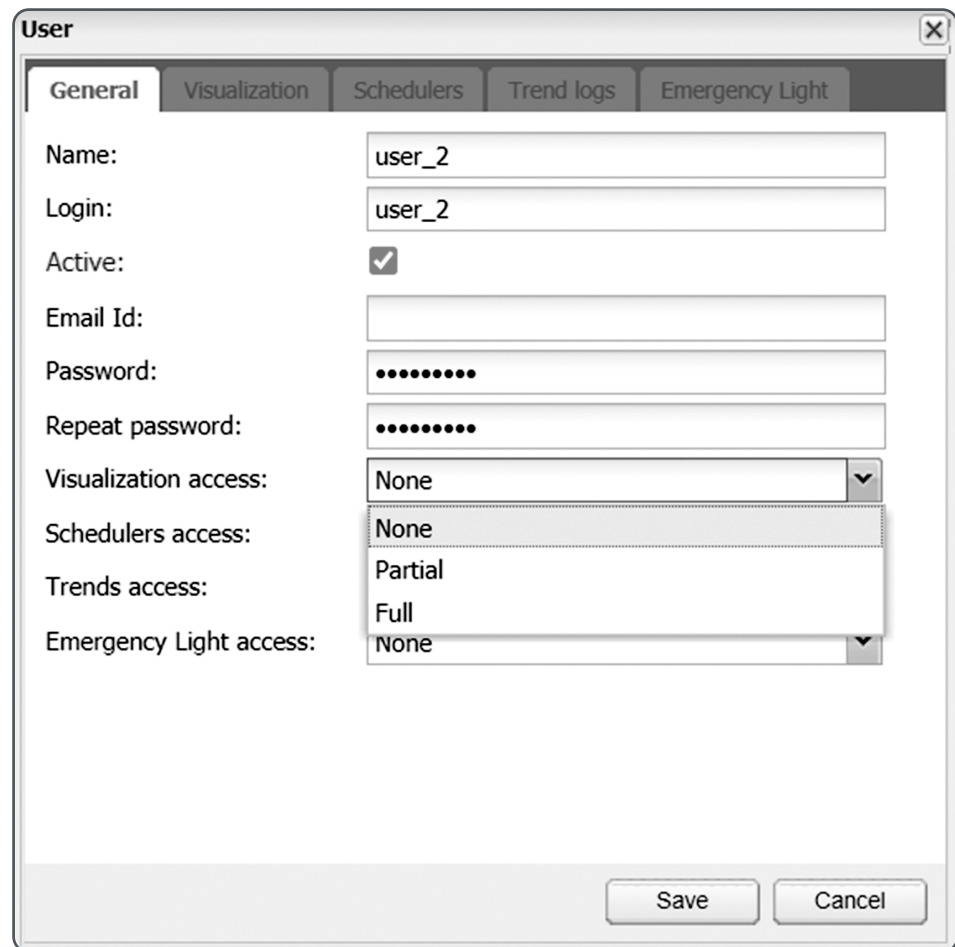 User
General Visualization Schedulers Trend logs Emergency Light
Name: user_2
Login: user_2
Active:
Email Id:
Password: •••••••••
Repeat password: •••••••••
Visualization access: None
None
Schedulers access:
Partial
Trends access:
Full
Emergency Light access: None
Save Cancel